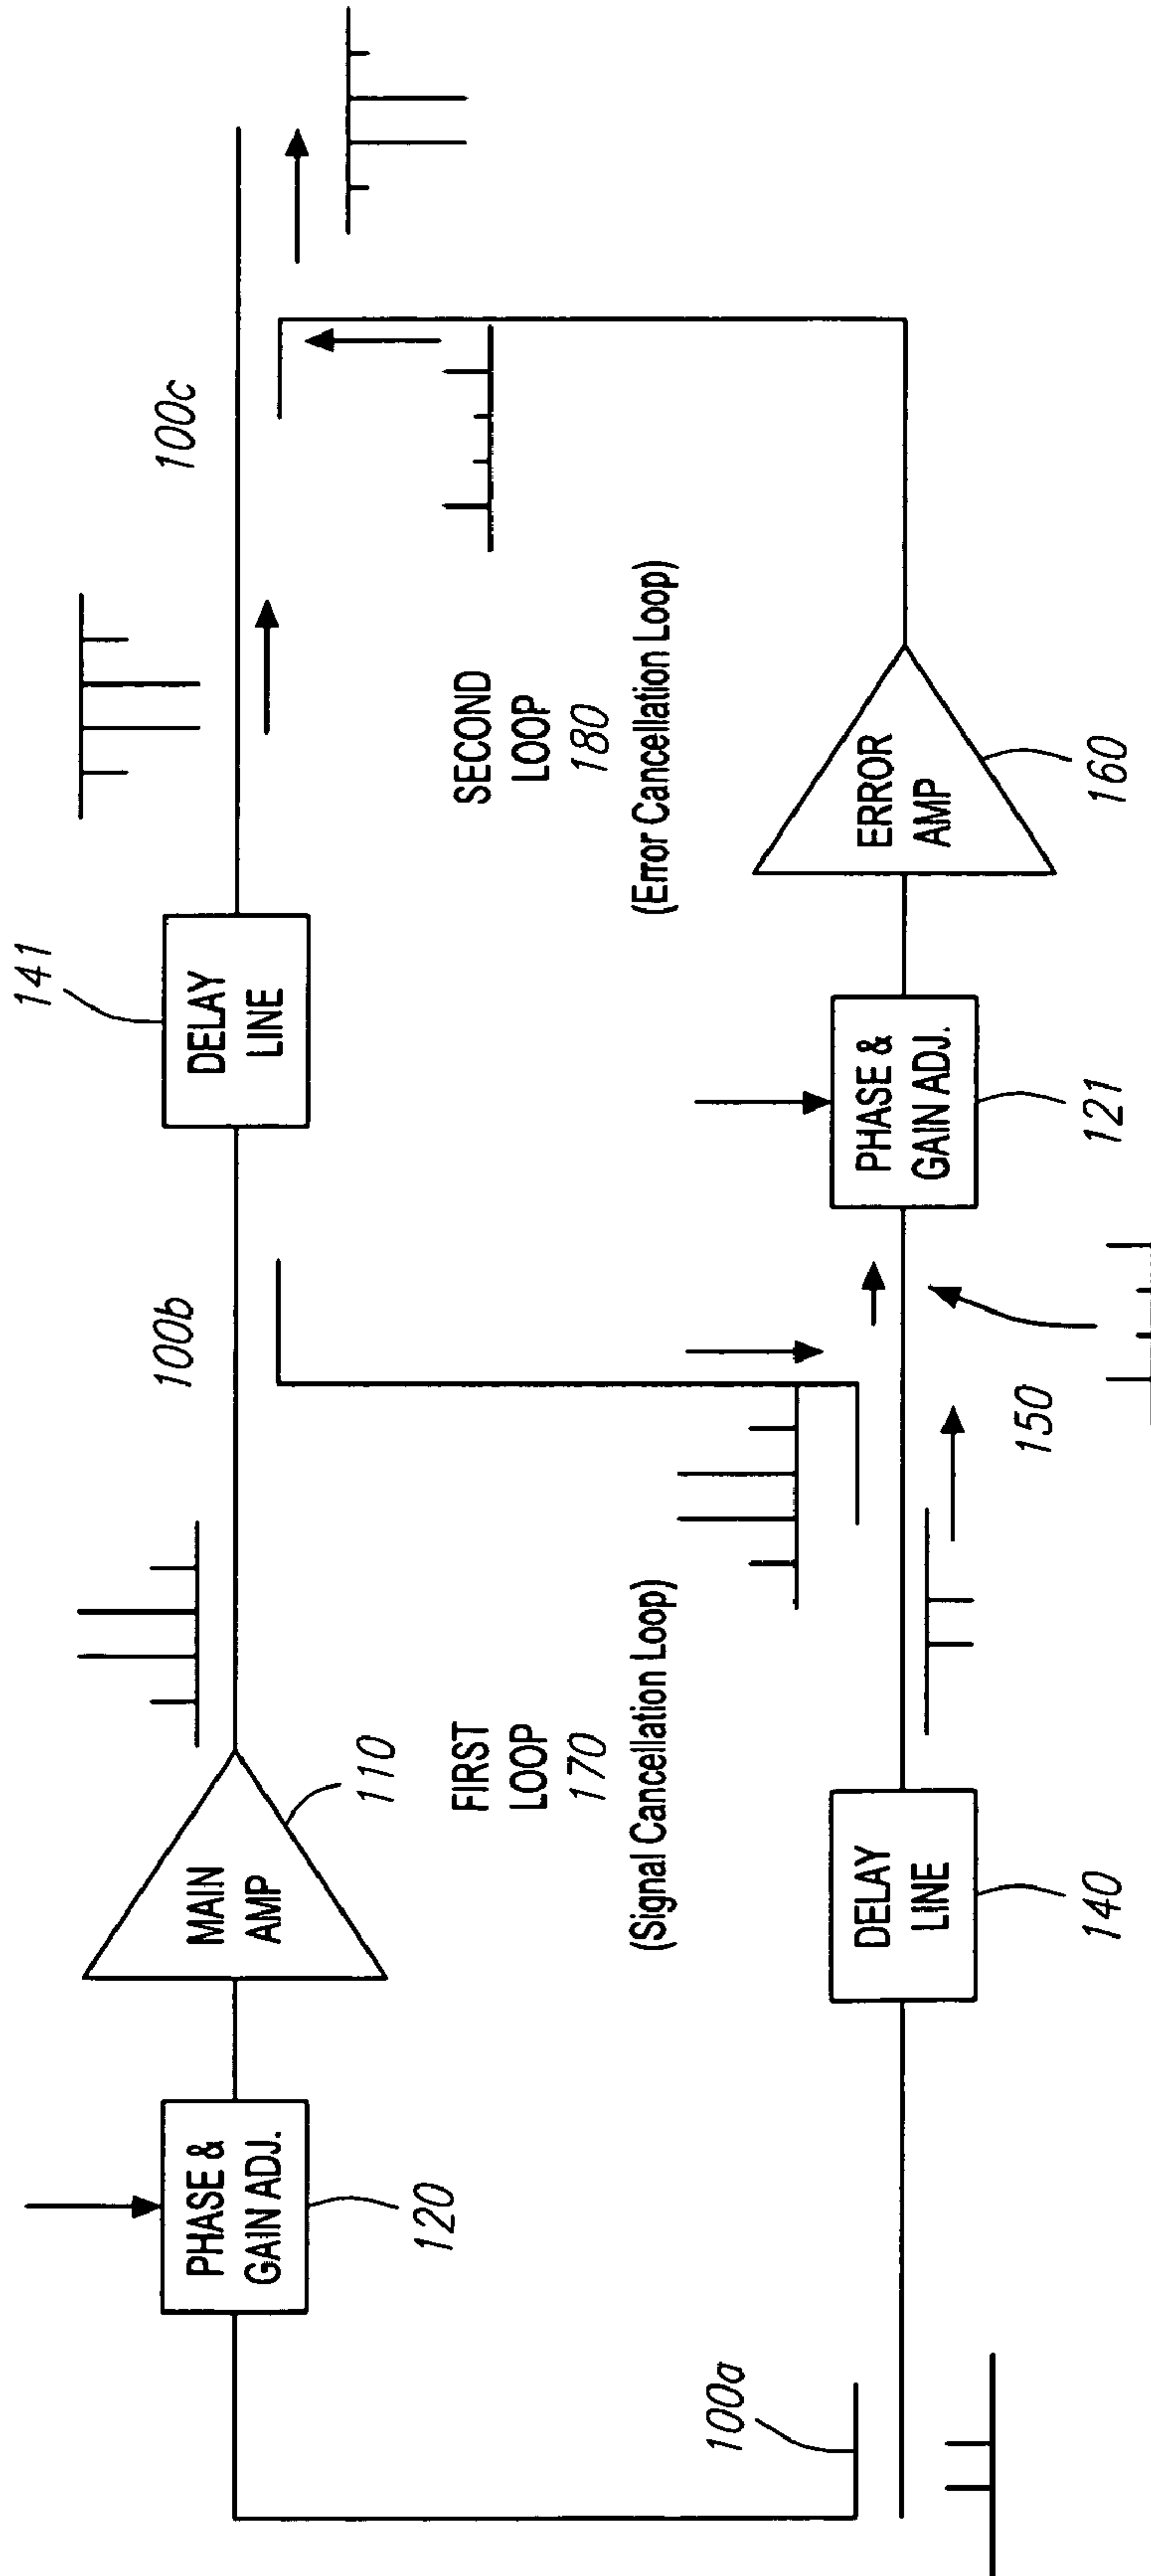 141
100b
100c
DELAY
LINE
MAIN
AMP
110
PHASE &
GAIN ADJ.
120
FIRST
LOOP
170
(Signal Cancellation Loop)
SECOND
LOOP
180
(Error Cancellation Loop)
100a
DELAY
LINE
140
150
PHASE &
GAIN ADJ.
121
ERROR
AMP
160